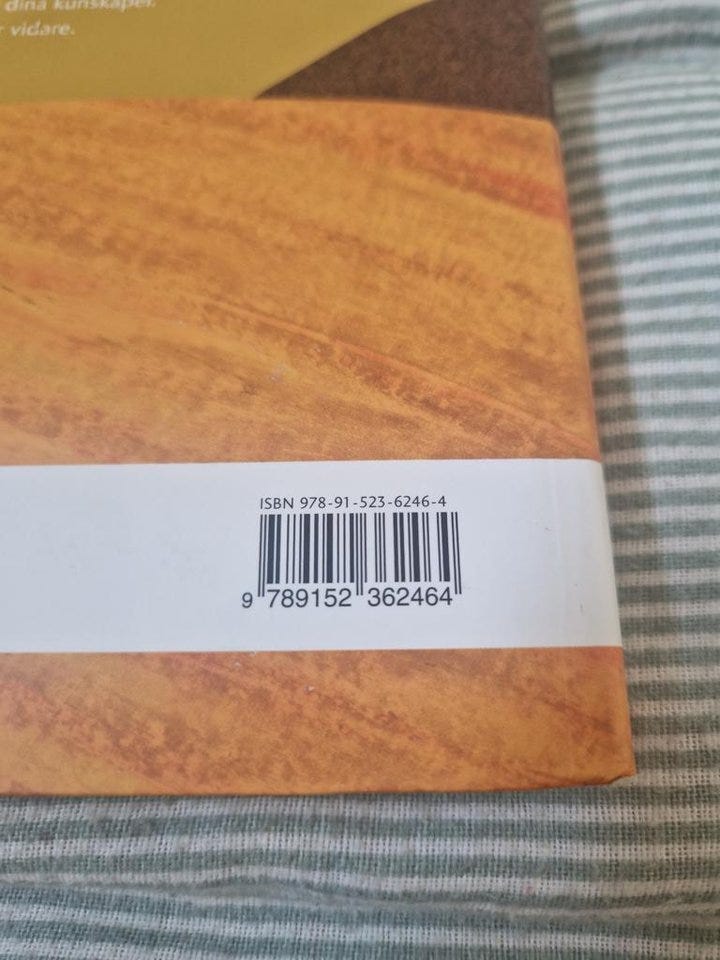 dina kunskaper.
vidare.
ISBN 978-91-523-6246-4
9 789152 362464